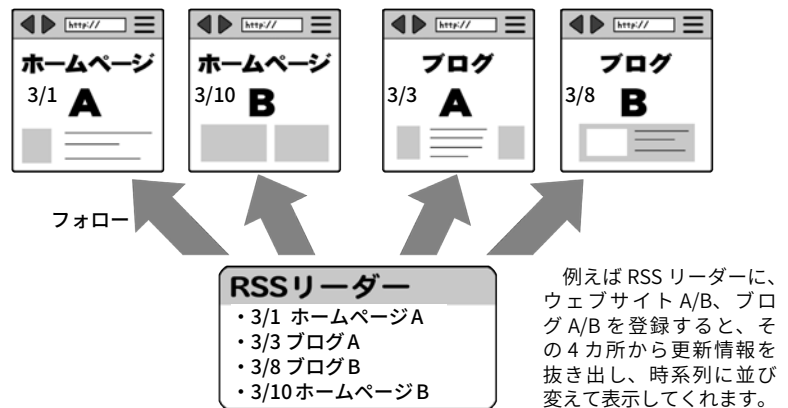 http://
ホームページ
3/1 A
http://
ホームページ
3/10 B
http://
ブログ
3/3 A
http://
ブログ
3/8 B
フォロー
RSSリーダー
・3/1 ホームページA
・3/3 ブログA
・3/8 ブログB
・3/10 ホームページB
例えば RSS リーダーに、
ウェブサイト A/B、ブロ
グ A/B を登録すると、そ
の 4 カ所から更新情報を
抜き出し、時系列に並び
変えて表示してくれます。